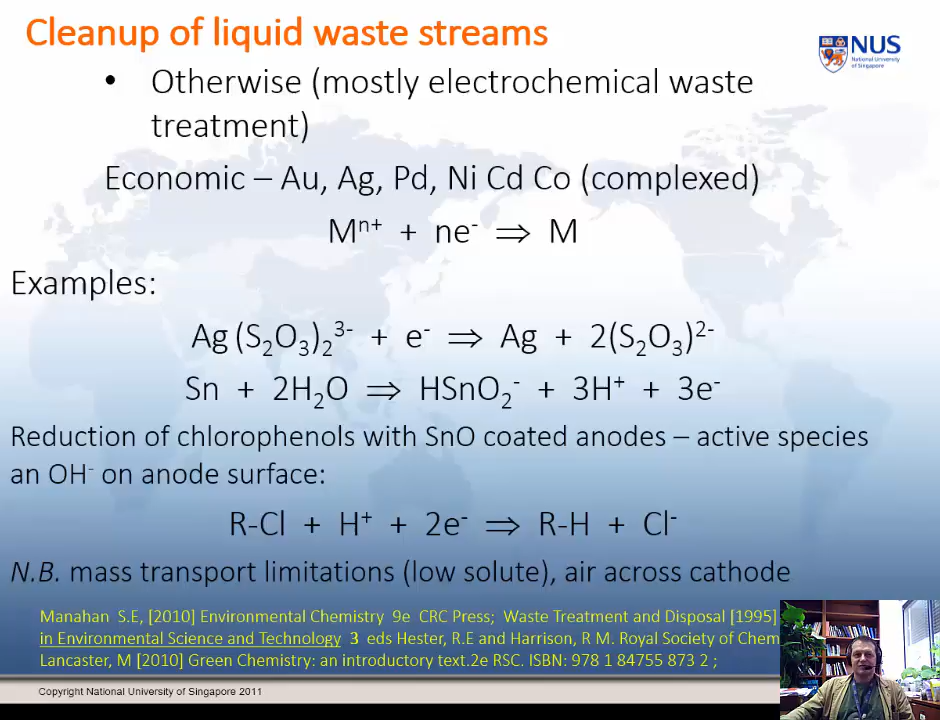 Cleanup of liquid waste streams
NUS
National University
of Singapore
• Otherwise (mostly electrochemical waste
treatment)
Economic – Au, Ag, Pd, Ni Cd Co (complexed)
Mⁿ⁺ + ne⁻ ⇒ M
Examples:
Ag(S₂O₃)₂³⁻ + e⁻ ⇒ Ag + 2(S₂O₃)²⁻
Sn + 2H₂O ⇒ HSnO₂⁻ + 3H⁺ + 3e⁻
Reduction of chlorophenols with SnO coated anodes – active species
an OH⁻ on anode surface:
R-Cl + H⁺ + 2e⁻ ⇒ R-H + Cl⁻
N.B. mass transport limitations (low solute), air across cathode
Manahan S.E, [2010] Environmental Chemistry 9e CRC Press; Waste Treatment and Disposal [1995]
in Environmental Science and Technology 3 eds Hester, R.E and Harrison, R M. Royal Society of Chem
Lancaster, M [2010] Green Chemistry: an introductory text.2e RSC. ISBN: 978 1 84755 873 2 ;
Copyright National University of Singapore 2011